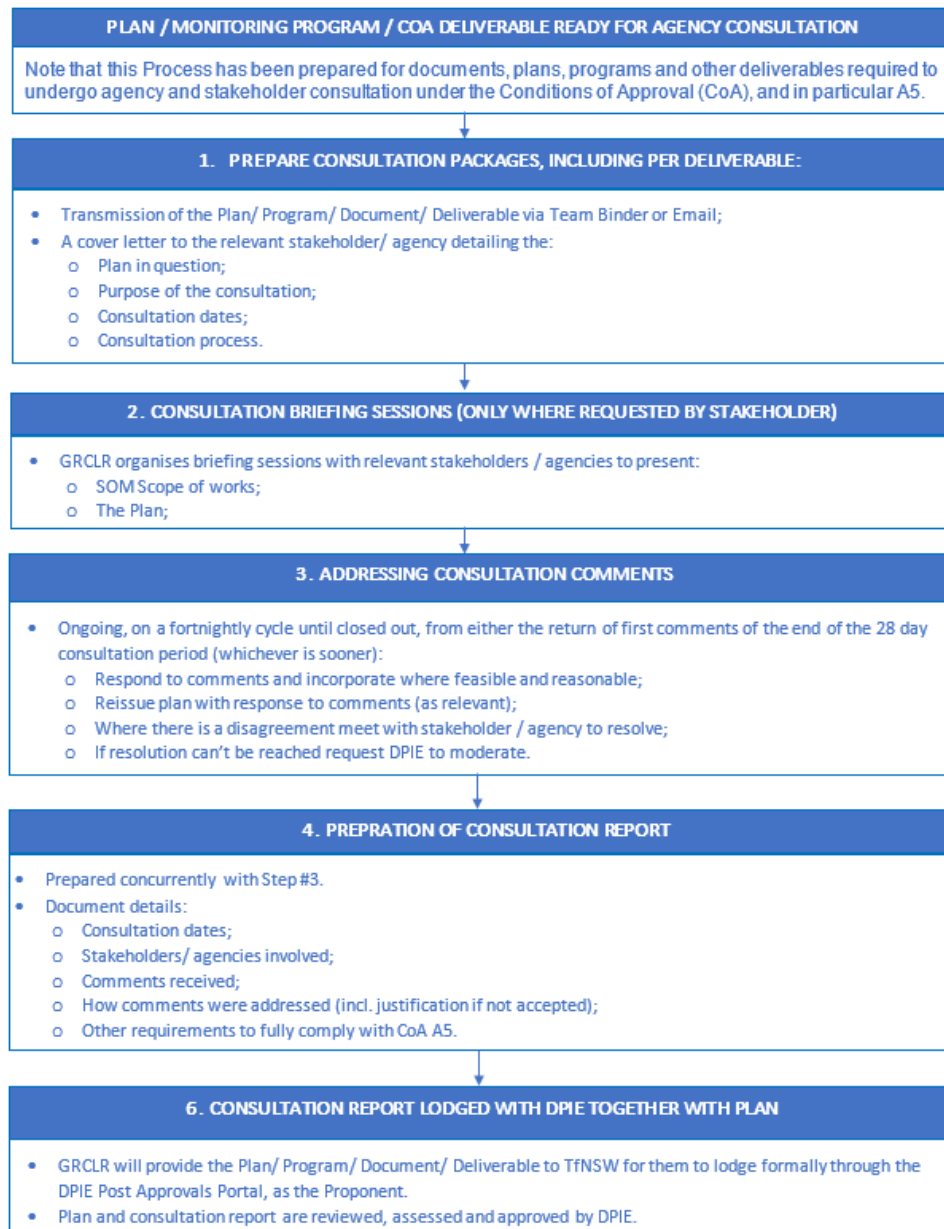 PLAN / MONITORING PROGRAM / COA DELIVERABLE READY FOR AGENCY CONSULTATION
Note that this Process has been prepared for documents, plans, programs and other deliverables required to
undergo agency and stakeholder consultation under the Conditions of Approval (CoA), and in particular A5.
1. PREPARE CONSULTATION PACKAGES, INCLUDING PER DELIVERABLE:
• Transmission of the Plan/ Program/ Document/ Deliverable via Team Binder or Email;
• A cover letter to the relevant stakeholder/ agency detailing the:
o Plan in question;
o Purpose of the consultation;
o Consultation dates;
o Consultation process.
2. CONSULTATION BRIEFING SESSIONS (ONLY WHERE REQUESTED BY STAKEHOLDER)
• GRCLR organises briefing sessions with relevant stakeholders / agencies to present:
o SOM Scope of works;
o The Plan;
3. ADDRESSING CONSULTATION COMMENTS
• Ongoing, on a fortnightly cycle until closed out, from either the return of first comments of the end of the 28 day
consultation period (whichever is sooner):
o Respond to comments and incorporate where feasible and reasonable;
o Reissue plan with response to comments (as relevant);
o Where there is a disagreement meet with stakeholder / agency to resolve;
o If resolution can't be reached request DPIE to moderate.
4. PREPRATION OF CONSULTATION REPORT
• Prepared concurrently with Step #3.
• Document details:
o Consultation dates;
o Stakeholders/ agencies involved;
o Comments received;
o How comments were addressed (incl. justification if not accepted);
o Other requirements to fully comply with CoA A5.
6. CONSULTATION REPORT LODGED WITH DPIE TOGETHER WITH PLAN
• GRCLR will provide the Plan/ Program/ Document/ Deliverable to TfNSW for them to lodge formally through the
DPIE Post Approvals Portal, as the Proponent.
• Plan and consultation report are reviewed, assessed and approved by DPIE.